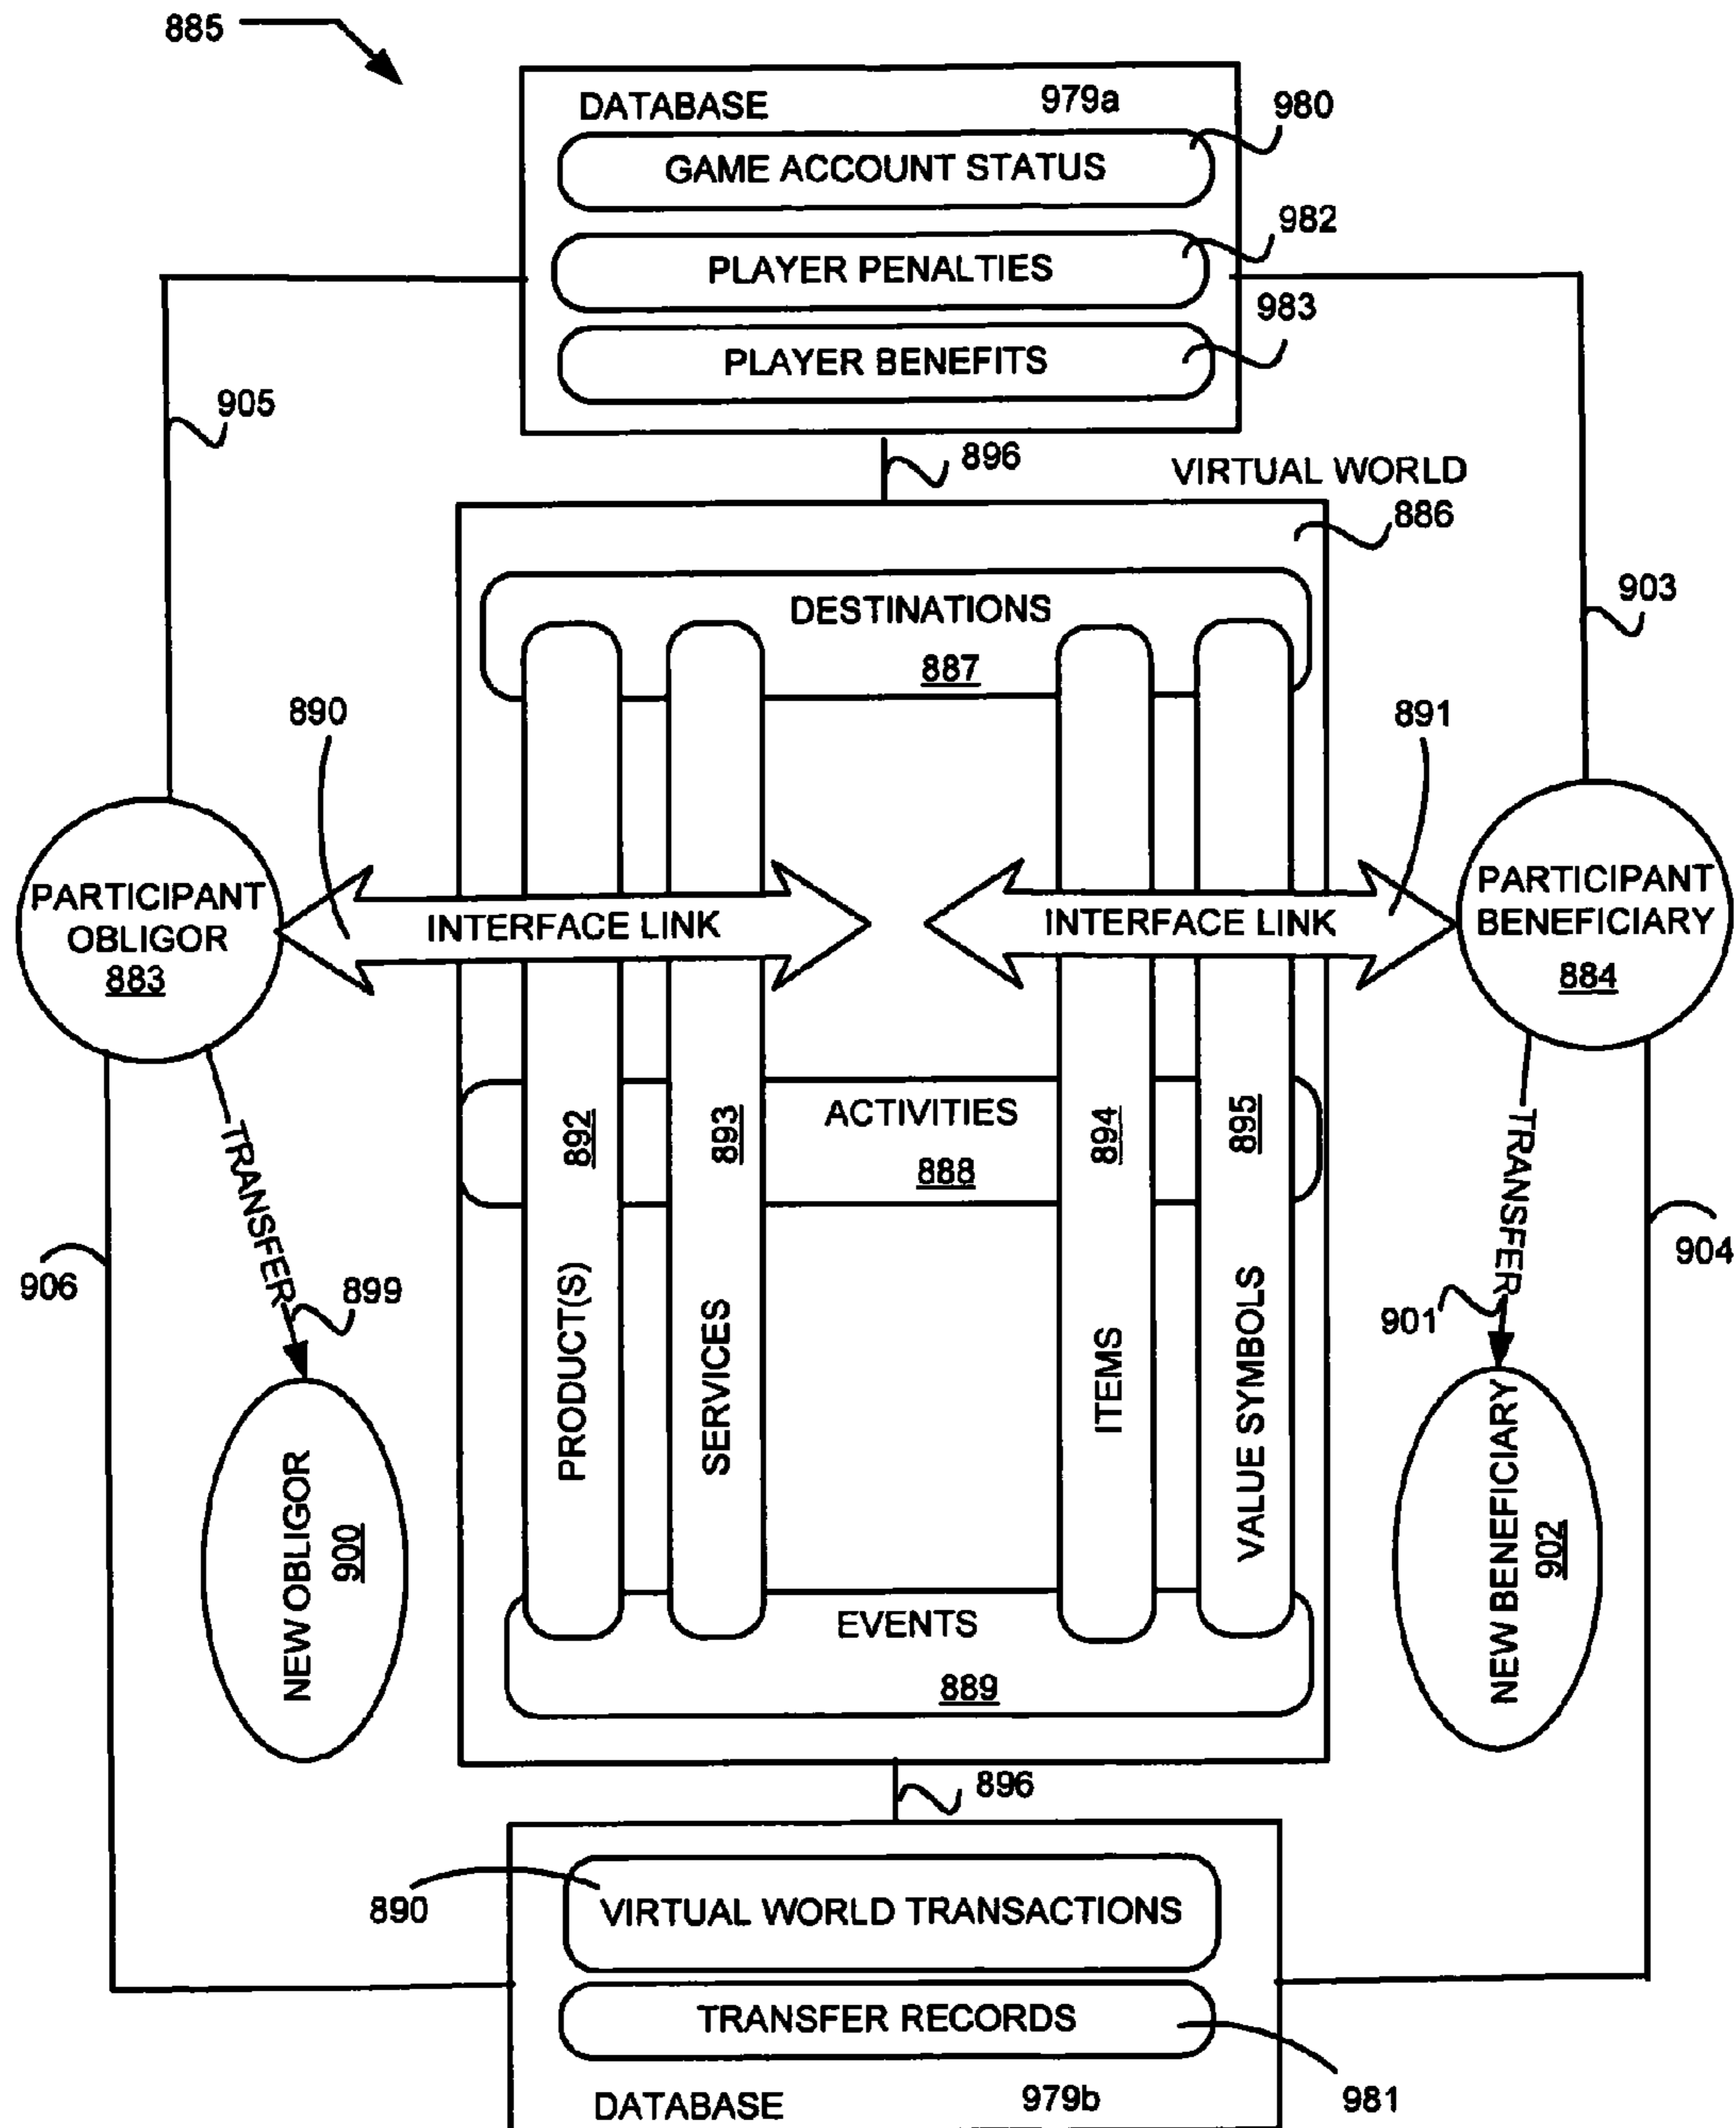 885
DATABASE 979a
980
GAME ACCOUNT STATUS
982
PLAYER PENALTIES
983
PLAYER BENEFITS
905
896
VIRTUAL WORLD
886
DESTINATIONS
887
903
890
891
PARTICIPANT
OBLIGOR
883
INTERFACE LINK
INTERFACE LINK
PARTICIPANT
BENEFICIARY
884
ACTIVITIES
888
892
PRODUCT(S)
893
SERVICES
894
ITEMS
895
VALUE SYMBOLS
TRANSFER
899
906
TRANSFER
901
904
NEW OBLIGOR
900
NEW BENEFICIARY
902
EVENTS
889
896
890
VIRTUAL WORLD TRANSACTIONS
TRANSFER RECORDS
981
DATABASE 979b